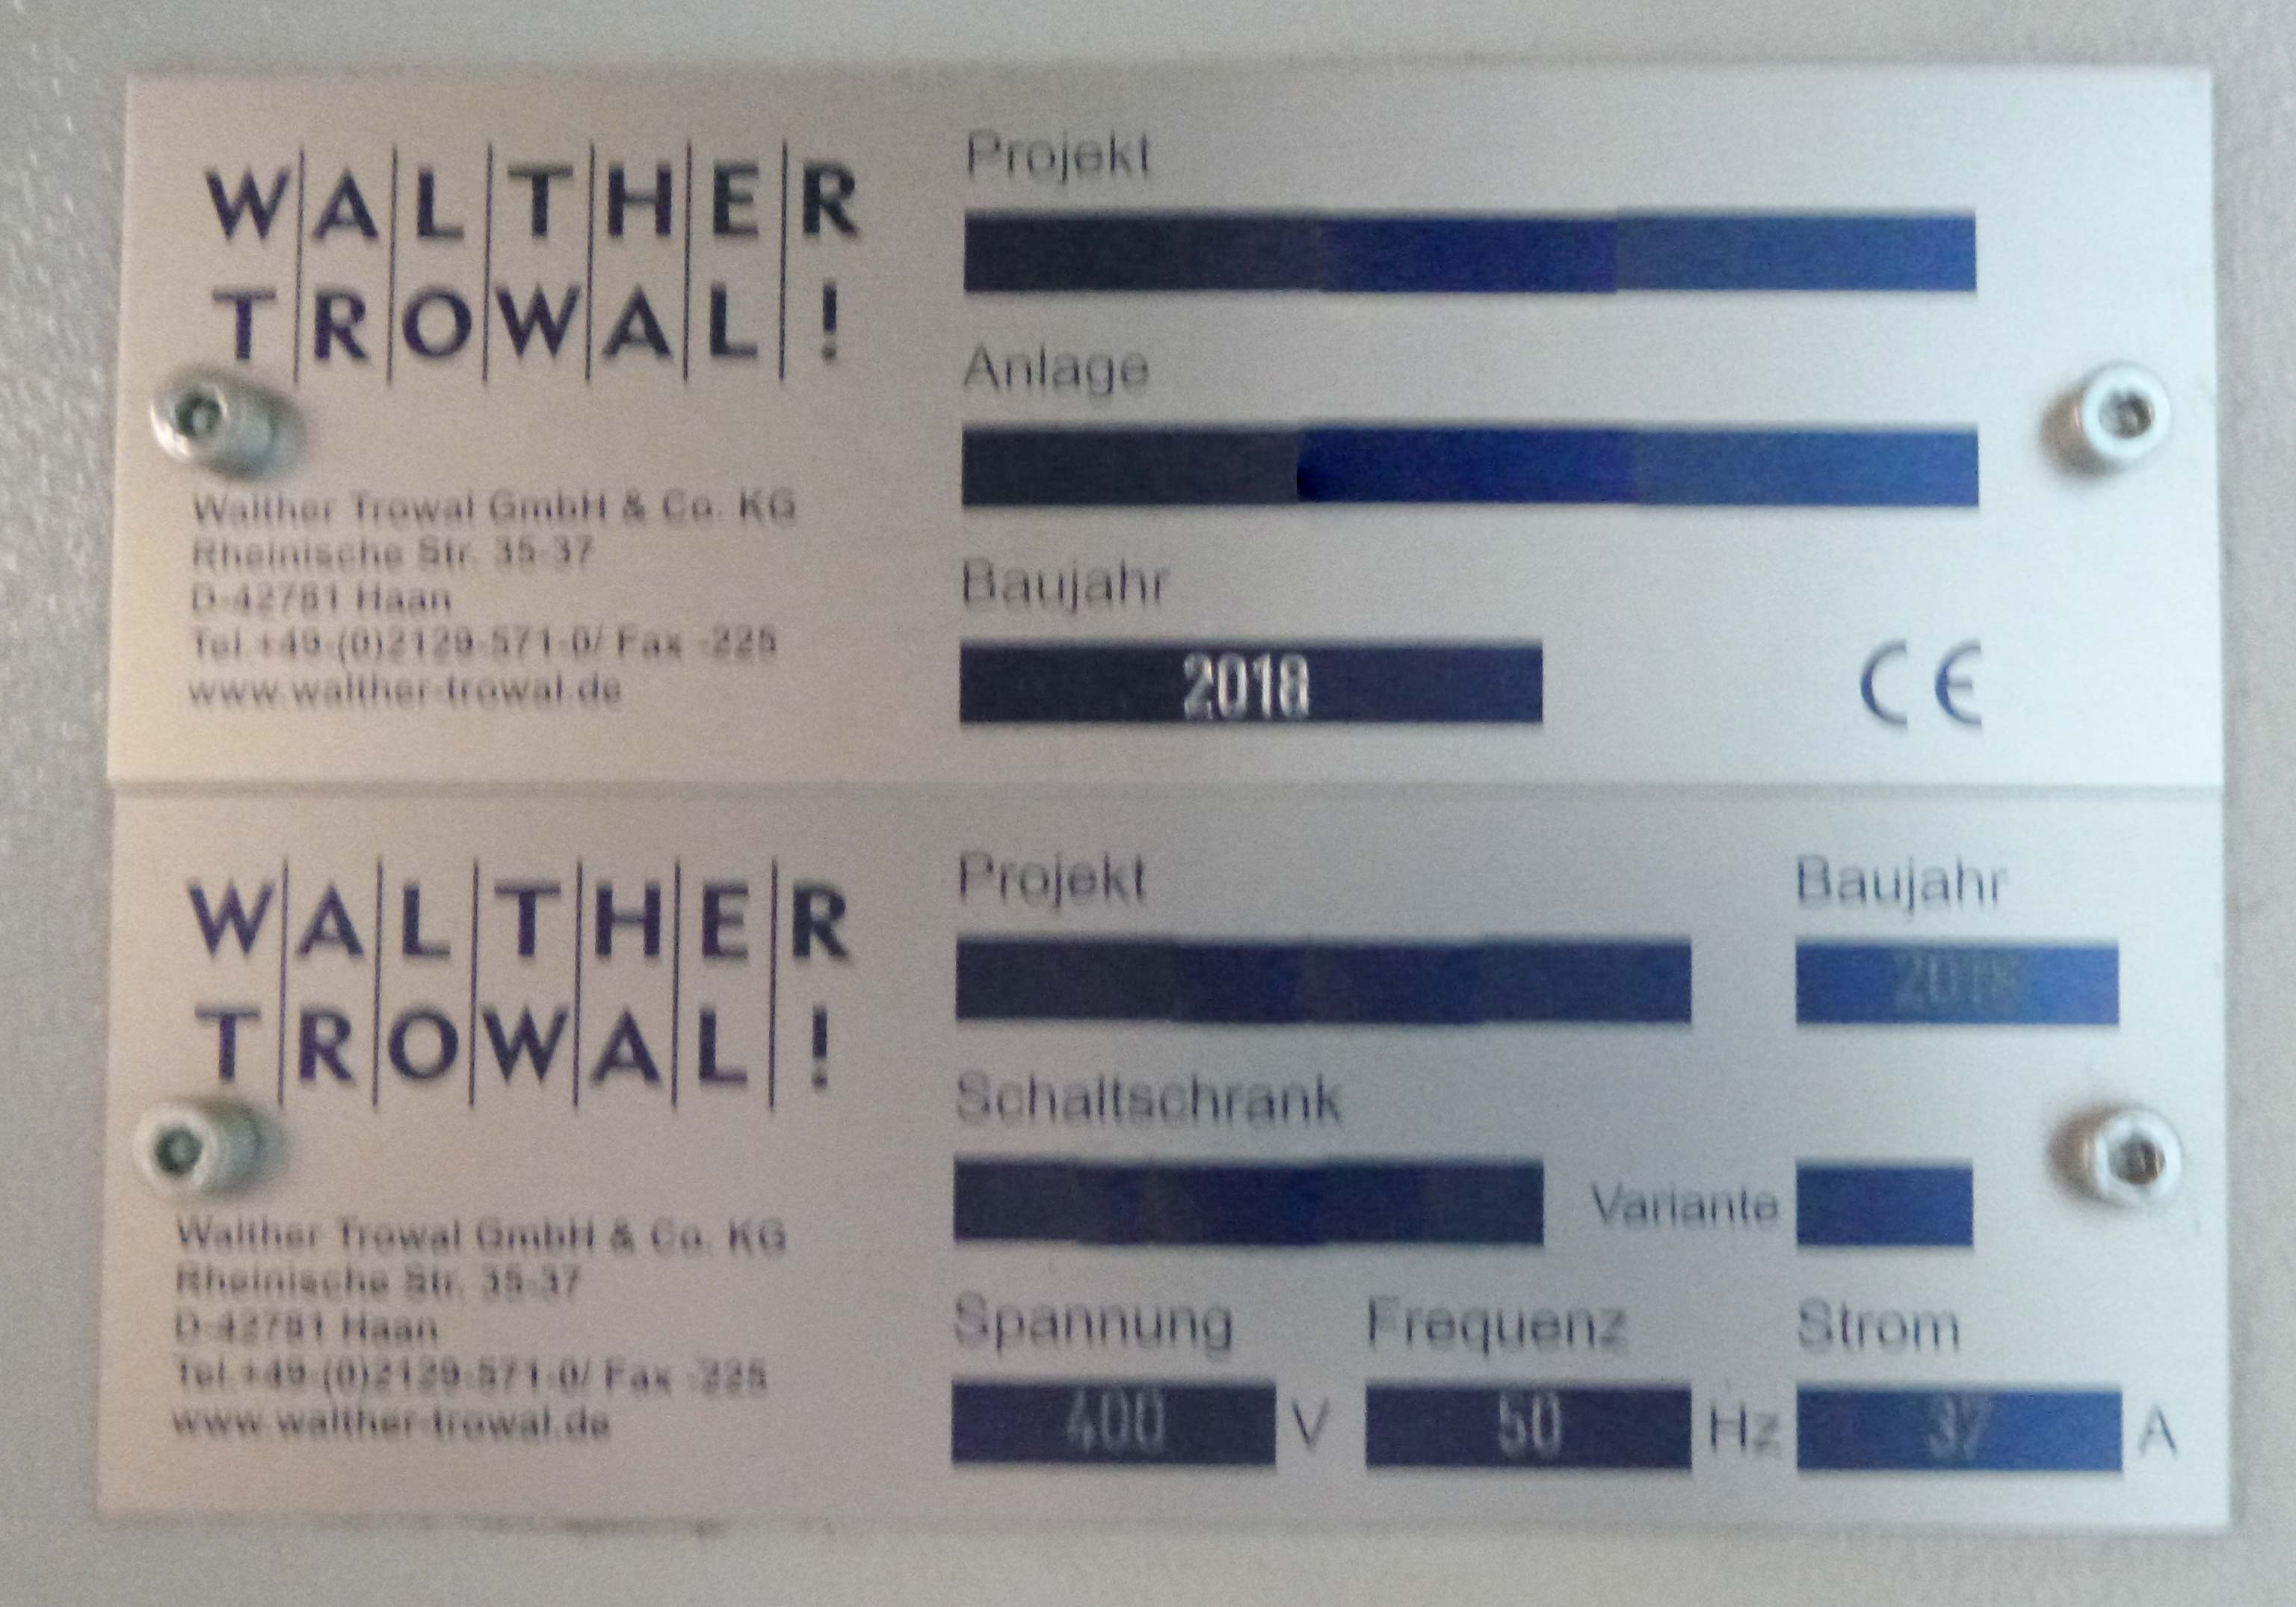 WALTHER
TROWAL!
Walther Trowal GmbH & Co. KG
Rheinische Str. 35-37
D-42781 Haan
Tel.+49-(0)2129-571-0/ Fax -225
www.walther-trowal.de
Projekt
Anlage
Baujahr
2018
CE
WALTHER
TROWAL!
Walther Trowal GmbH & Co. KG
Rheinische Str. 35-37
D-42781 Haan
Tel.+49-(0)2129-571-0/ Fax -225
www.walther-trowal.de
Projekt
Baujahr
2018
Schaltschrank
Variante
Spannung
400 V
Frequenz
50 Hz
Strom
37 A